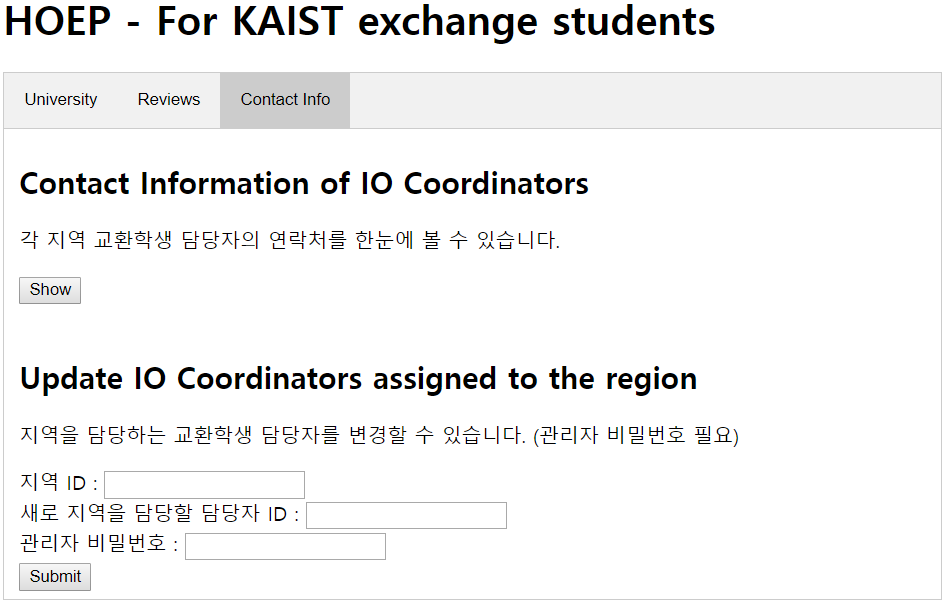 HOEP - For KAIST exchange students
University Reviews Contact Info
Contact Information of IO Coordinators
각 지역 교환학생 담당자의 연락처를 한눈에 볼 수 있습니다.
Show
Update IO Coordinators assigned to the region
지역을 담당하는 교환학생 담당자를 변경할 수 있습니다. (관리자 비밀번호 필요)
지역 ID :
새로 지역을 담당할 담당자 ID :
관리자 비밀번호 :
Submit